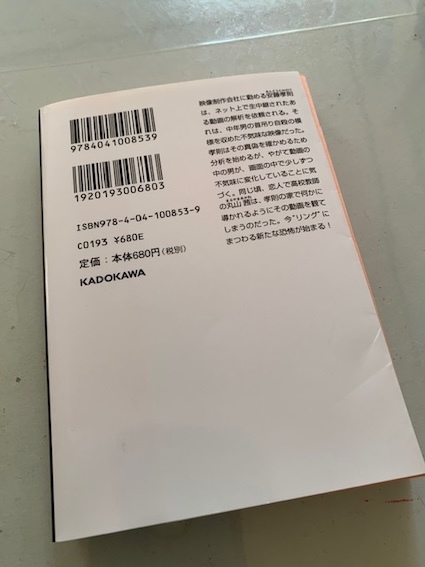 9784041008539
1920193006803
ISBN978-4-04-100853-9
C0193 ¥680E
定価：本体680円(税別)
KADOKAWA
映像制作会社に勤める安藤孝則
は、ネット上で生中継されたあ
る動画の解析を依頼される。そ
れは、中年男の首吊り自殺の模
様を収めた不気味な映像だった。
孝則はその真偽を確かめるため
分析を始めるが、やがて動画の
中の男が、画面の中で少しずつ
不気味に変化していることに気
づく。同じ頃、恋人で高校教師
の丸山茜は、孝則の家で何かに
導かれるようにその動画を観て
しまうのだった。今“リング”に
まつわる新たな恐怖が始まる！